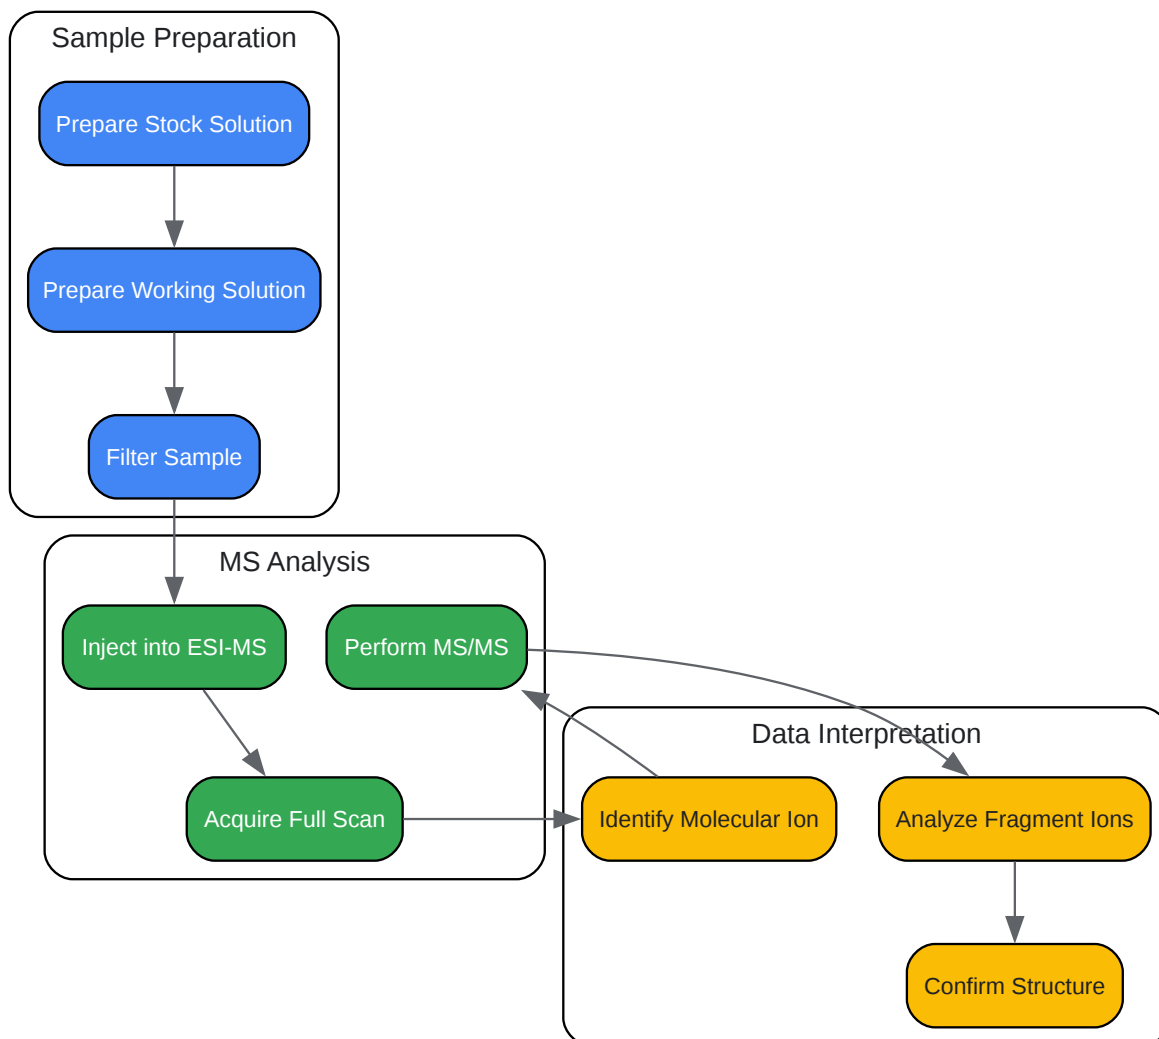 Sample Preparation
Prepare Stock Solution
Prepare Working Solution
Filter Sample
MS Analysis
Inject into ESI-MS
Perform MS/MS
Acquire Full Scan
Data Interpretation
Identify Molecular Ion
Analyze Fragment Ions
Confirm Structure